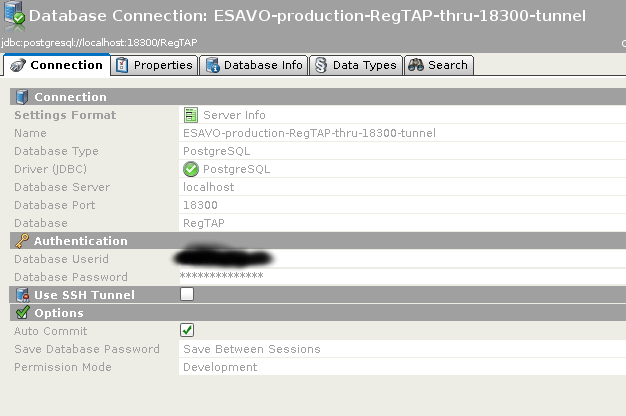 Database Connection: ESAVO-production-RegTAP-thru-18300-tunnel
jdbc:postgresql://localhost:18300/RegTAP
Connection Properties Database Info Data Types Search
Connection
Settings Format Server Info
Name ESAVO-production-RegTAP-thru-18300-tunnel
Database Type PostgreSQL
Driver (JDBC) PostgreSQL
Database Server localhost
Database Port 18300
Database RegTAP
Authentication
Database Userid
Database Password **************
Use SSH Tunnel
Options
Auto Commit
Save Database Password Save Between Sessions
Permission Mode Development